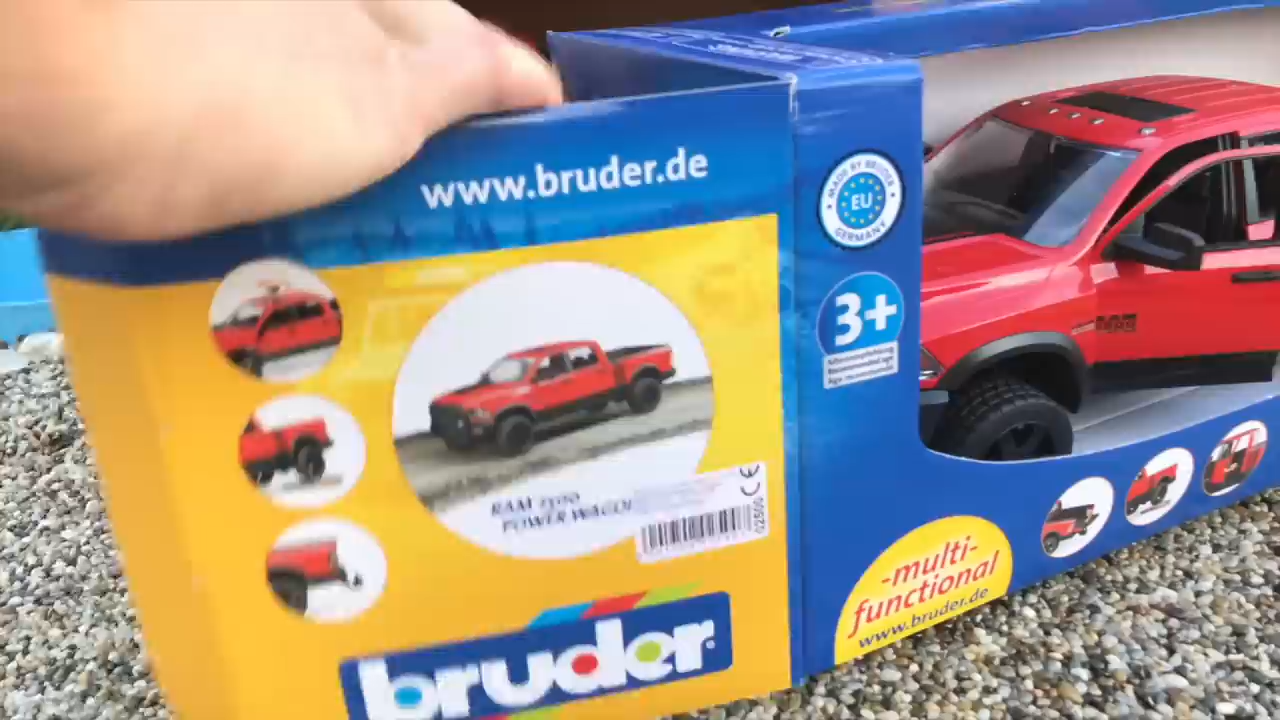 www.bruder.de
MADE BY BRUDER
EU
GERMANY
3+
RAM 2500
POWER WAGON
02500
CE
-multi-
functional
www.bruder.de
bruder